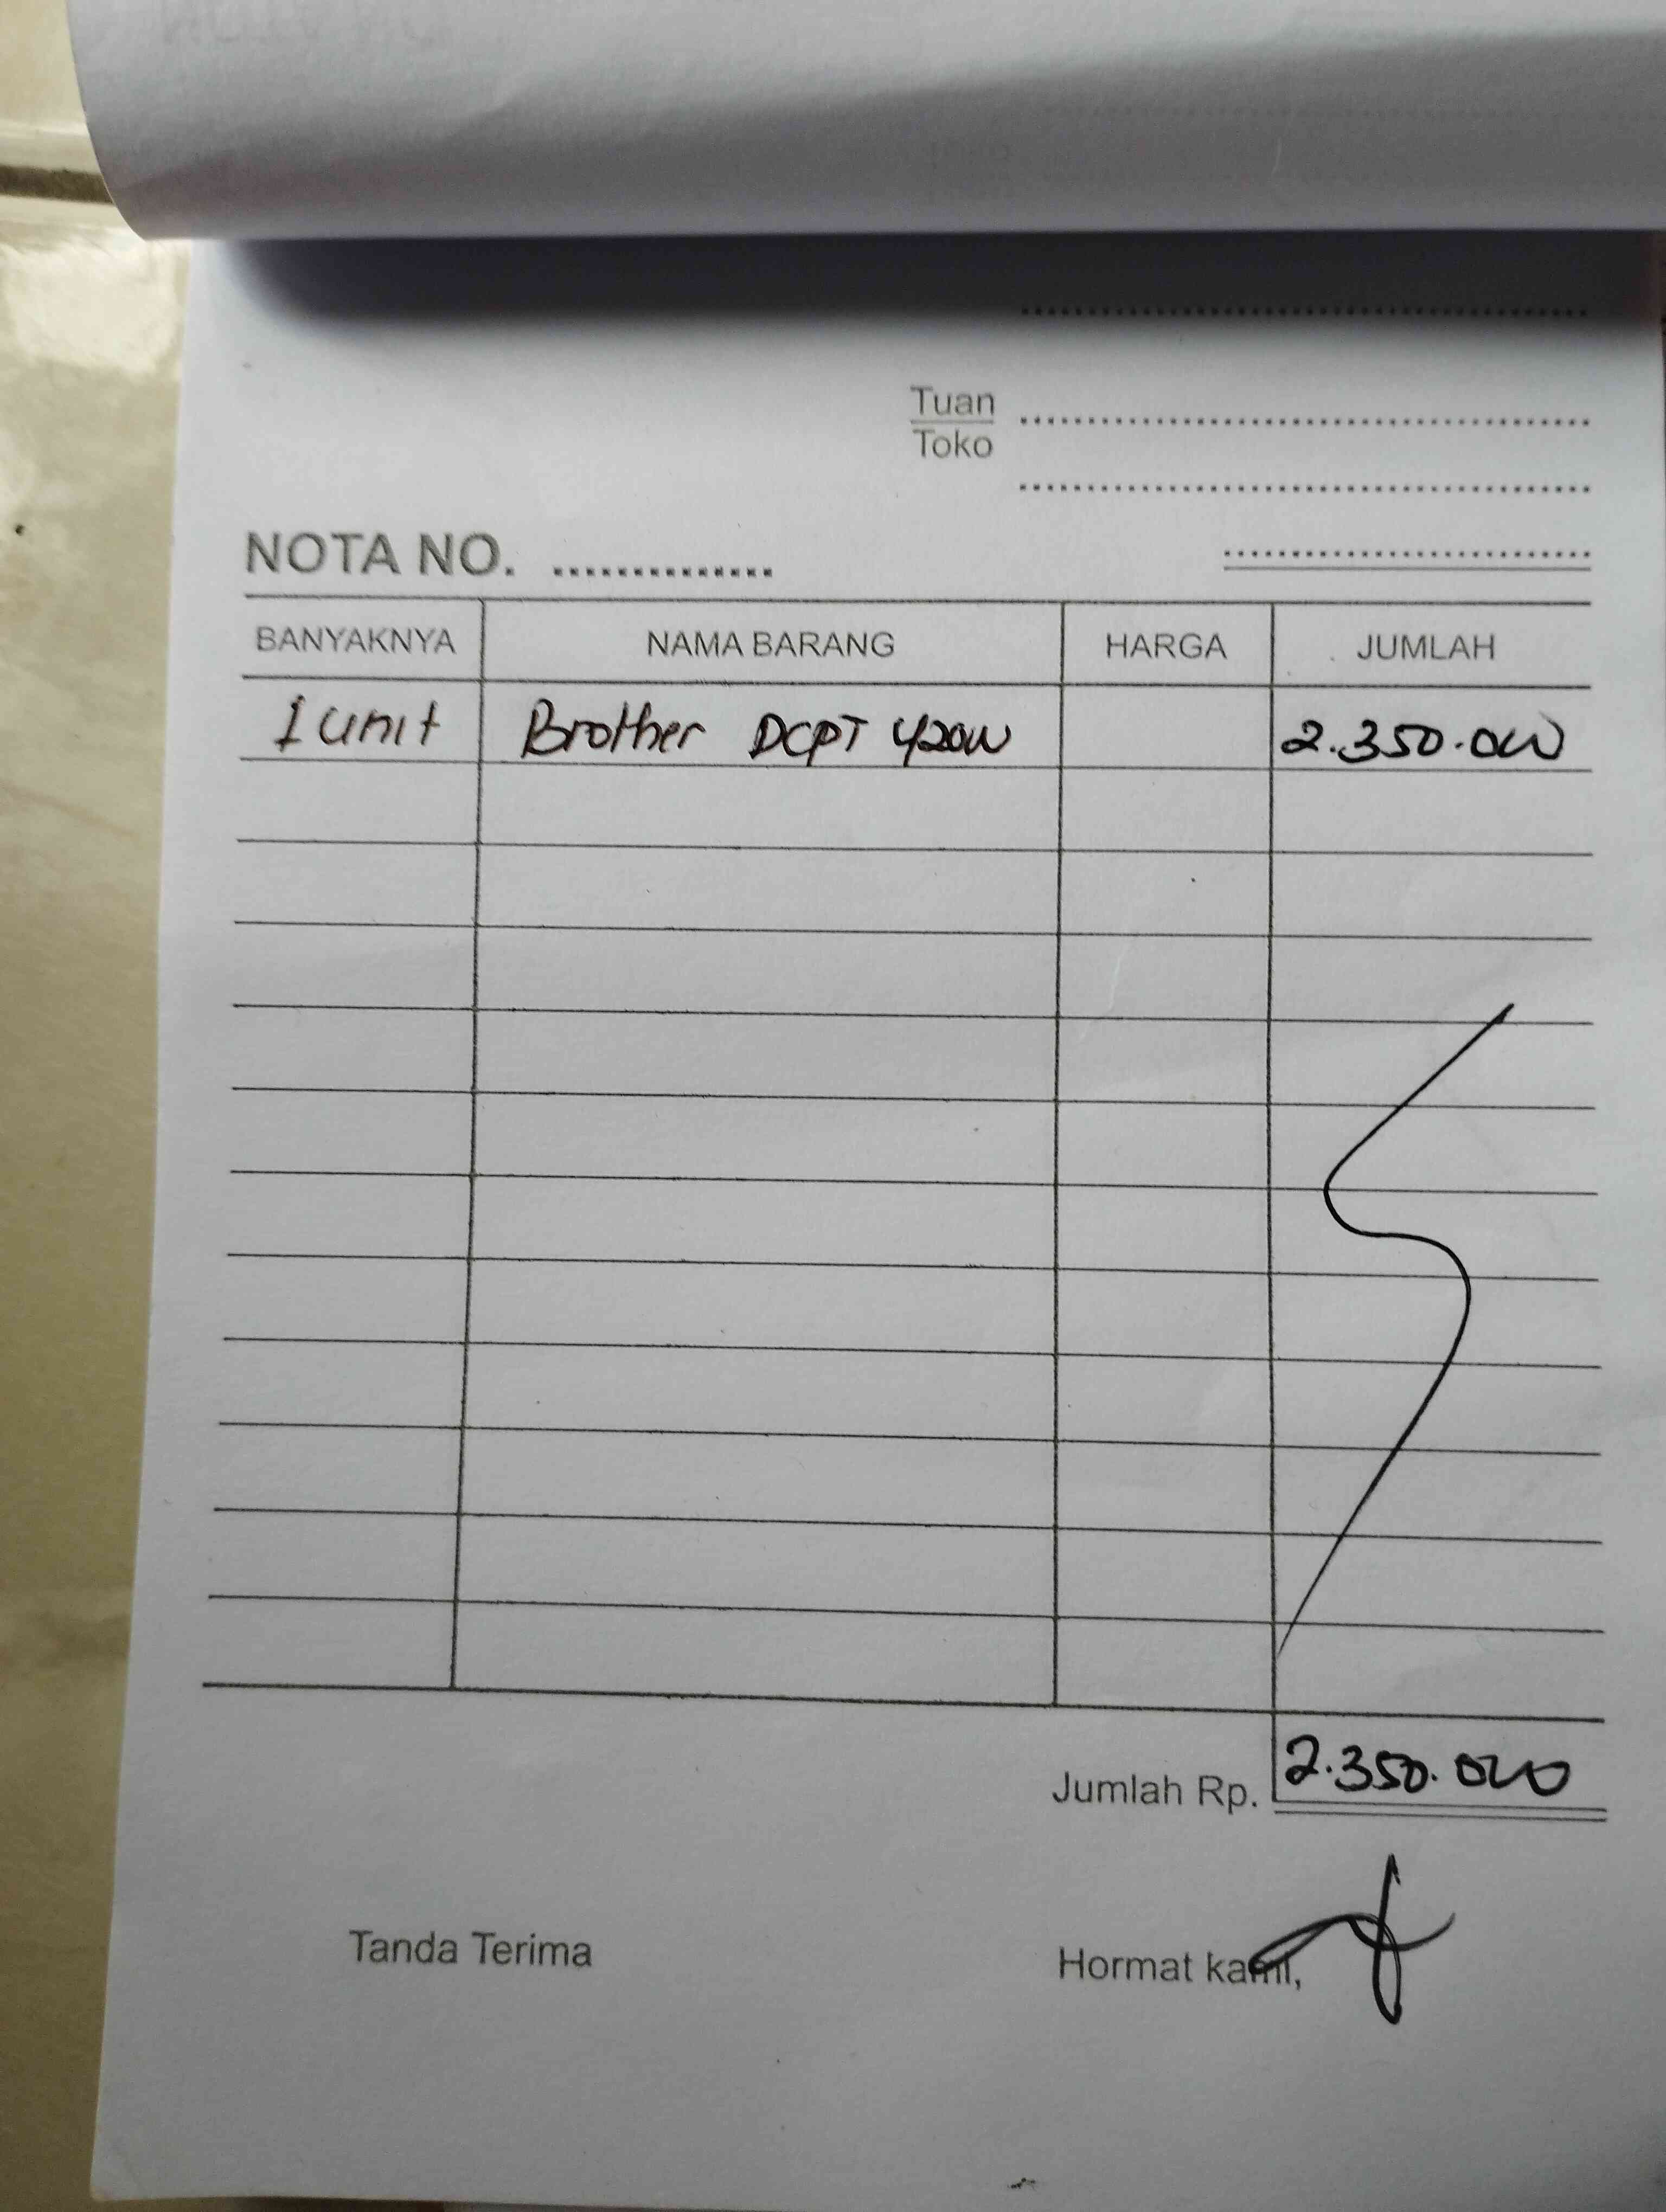 Tuan
Toko
NOTA NO. ..............
BANYAKNYA NAMA BARANG HARGA JUMLAH
1 unit Brother DCPT 420W 2.350.000
Jumlah Rp. 2.350.000
Tanda Terima Hormat kami,